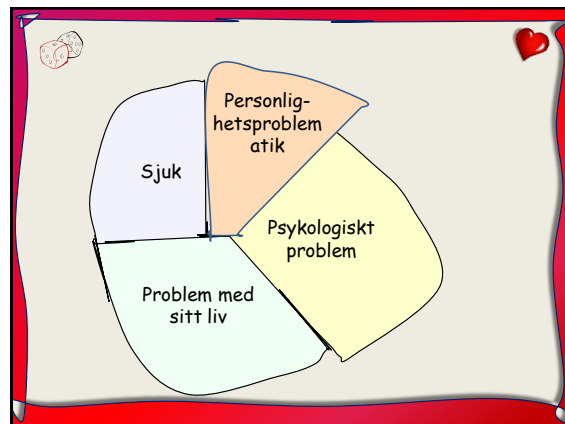 Personlig-
hetsproblem
atik
Sjuk
Psykologiskt
problem
Problem med
sitt liv